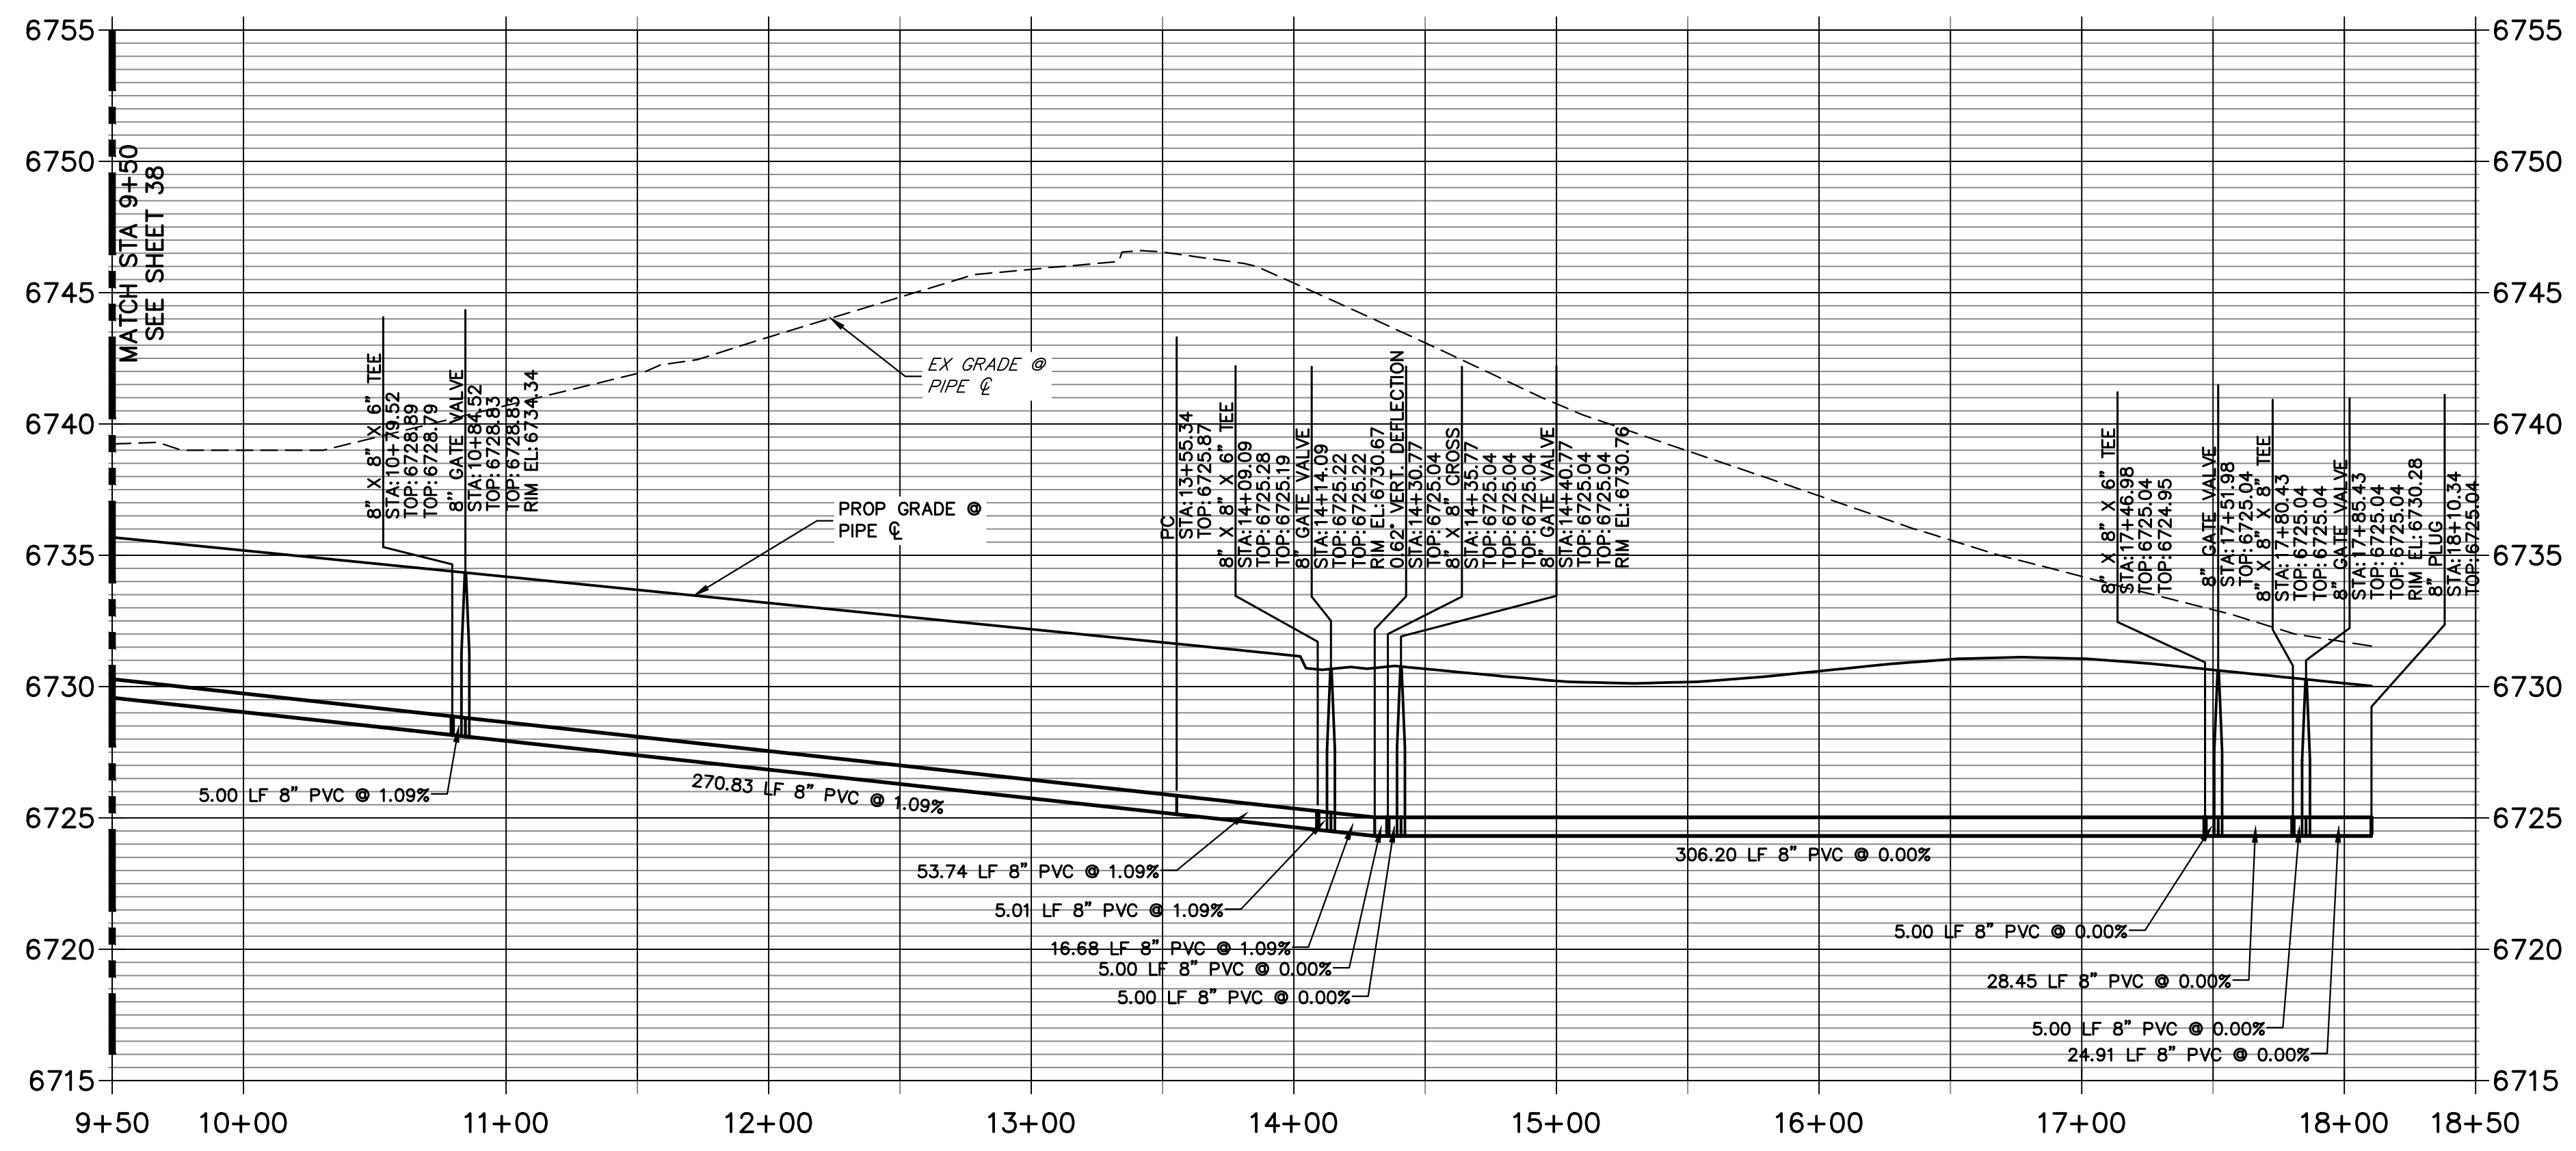 6755
6750
6745
6740
6735
6730
6725
6720
6715
6755
6750
6745
6740
6735
6730
6725
6720
6715
MATCH STA 9+50
SEE SHEET 38
8" X 8" X 6" TEE
STA:10+79.52
TOP:6728.89
TOP:6728.79
8" GATE VALVE
STA:10+84.52
TOP:6728.83
TOP:6728.83
RIM EL:6734.34
EX GRADE @
PIPE ℄
PROP GRADE @
PIPE ℄
PC
STA:13+55.34
TOP:6725.87
8" X 8" X 6" TEE
STA:14+09.09
TOP:6725.28
TOP:6725.19
8" GATE VALVE
STA:14+14.09
TOP:6725.22
TOP:6725.22
RIM EL:6730.67
0.62° VERT. DEFLECTION
STA:14+30.77
TOP:6725.04
8" X 8" CROSS
STA:14+35.77
TOP:6725.04
TOP:6725.04
TOP:6725.04
8" GATE VALVE
STA:14+40.77
TOP:6725.04
TOP:6725.04
RIM EL:6730.76
8" X 8" X 6" TEE
STA:17+46.98
TOP:6725.04
TOP:6724.95
8" GATE VALVE
STA:17+51.98
TOP:6725.04
8" X 8" X 8" TEE
STA:17+80.43
TOP:6725.04
TOP:6725.04
8" GATE VALVE
STA:17+85.43
TOP:6725.04
TOP:6725.04
RIM EL:6730.28
8" PLUG
STA:18+10.34
TOP:6725.04
5.00 LF 8" PVC @ 1.09%
270.83 LF 8" PVC @ 1.09%
53.74 LF 8" PVC @ 1.09%
5.01 LF 8" PVC @ 1.09%
16.68 LF 8" PVC @ 1.09%
5.00 LF 8" PVC @ 0.00%
5.00 LF 8" PVC @ 0.00%
306.20 LF 8" PVC @ 0.00%
5.00 LF 8" PVC @ 0.00%
28.45 LF 8" PVC @ 0.00%
5.00 LF 8" PVC @ 0.00%
24.91 LF 8" PVC @ 0.00%
9+50 10+00 11+00 12+00 13+00 14+00 15+00 16+00 17+00 18+00 18+50